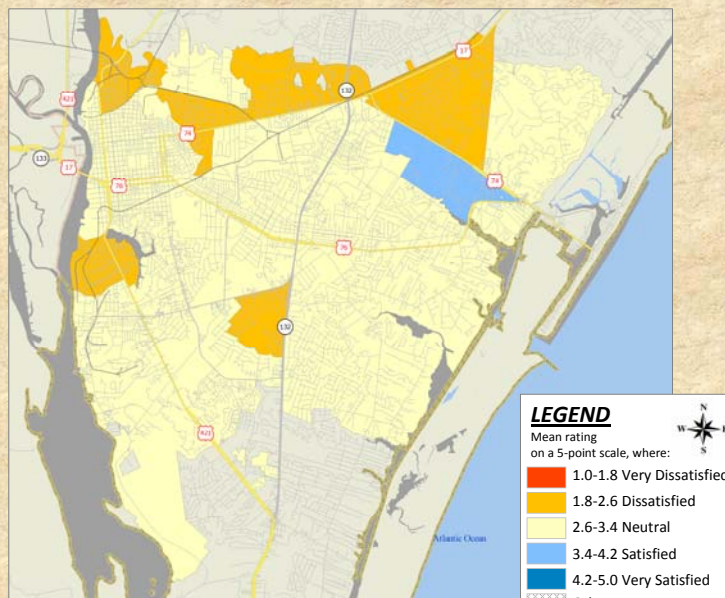 17
132
421
74
133
17
76
74
76
132
421
Atlantic Ocean
LEGEND
N
W E
S
Mean rating
on a 5-point scale, where:
1.0-1.8 Very Dissatisfied
1.8-2.6 Dissatisfied
2.6-3.4 Neutral
3.4-4.2 Satisfied
4.2-5.0 Very Satisfied